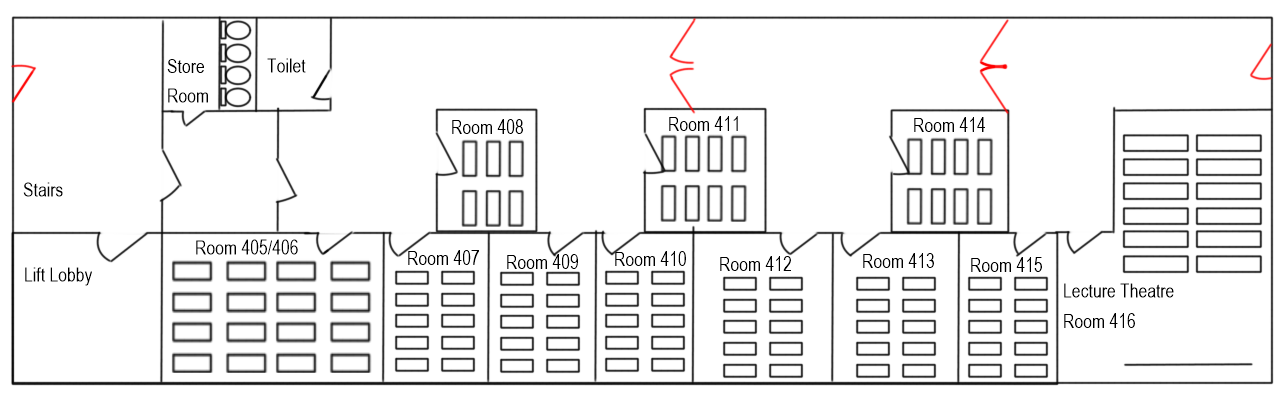 Store
Room
Toilet
Room 408
Room 411
Room 414
Stairs
Room 405/406
Lift Lobby
Room 407
Room 409
Room 410
Room 412
Room 413
Room 415
Lecture Theatre
Room 416